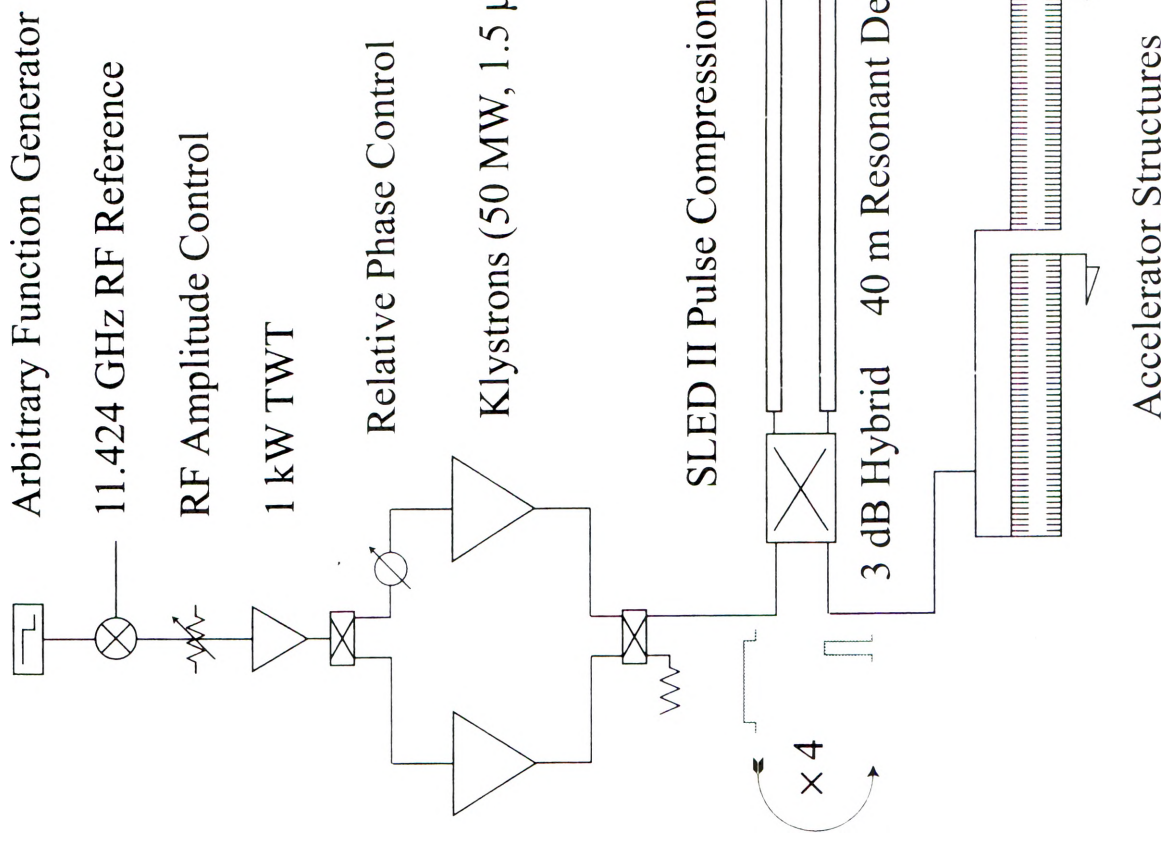 Arbitrary Function Generator
11.424 GHz RF Reference
RF Amplitude Control
1 kW TWT
Relative Phase Control
Klystrons (50 MW, 1.5
SLED II Pulse Compression
3 dB Hybrid
40 m Resonant De
× 4
Accelerator Structures